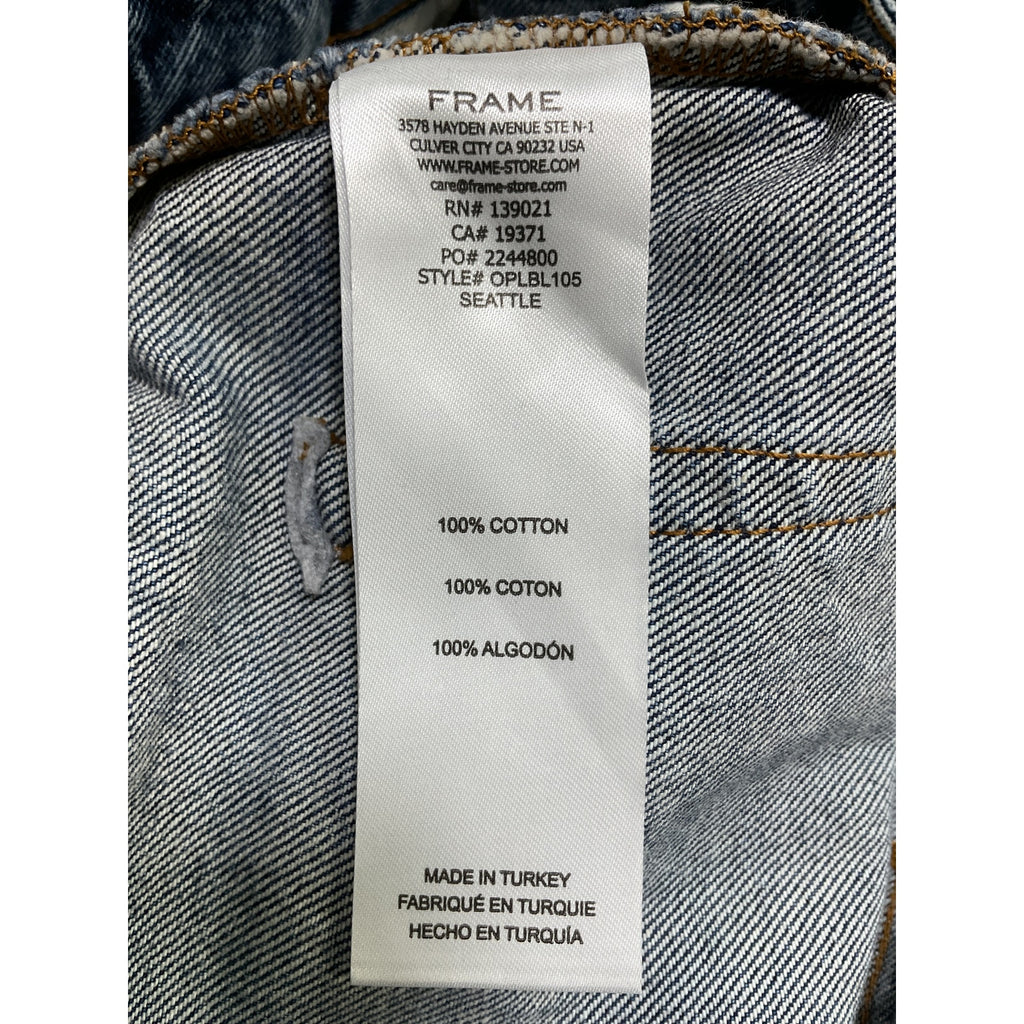 FRAME
3578 HAYDEN AVENUE STE N-1
CULVER CITY CA 90232 USA
WWW.FRAME-STORE.COM
care@frame-store.com
RN# 139021
CA# 19371
PO# 2244800
STYLE# OPLBL105
SEATTLE
100% COTTON
100% COTON
100% ALGODÓN
MADE IN TURKEY
FABRIQUÉ EN TURQUIE
HECHO EN TURQUÍA